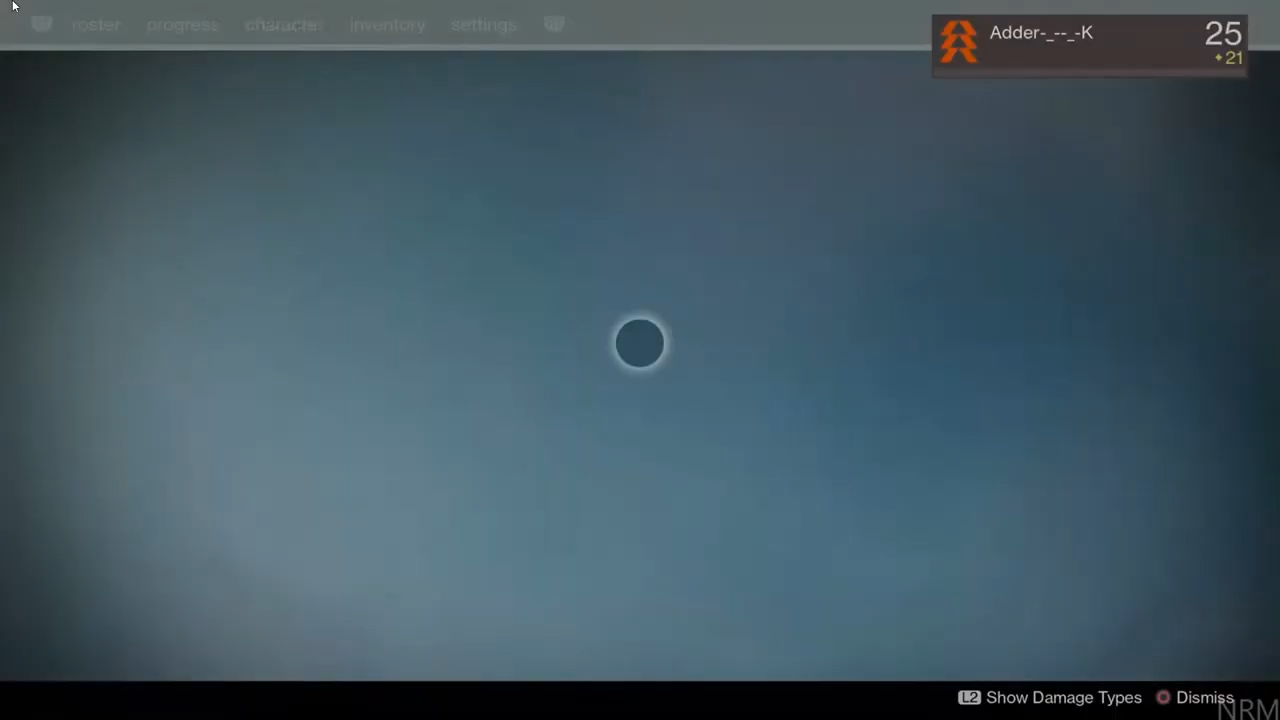 roster progress character inventory settings
Adder-_--_-K 25
+21
L2 Show Damage Types Dismiss
NRM